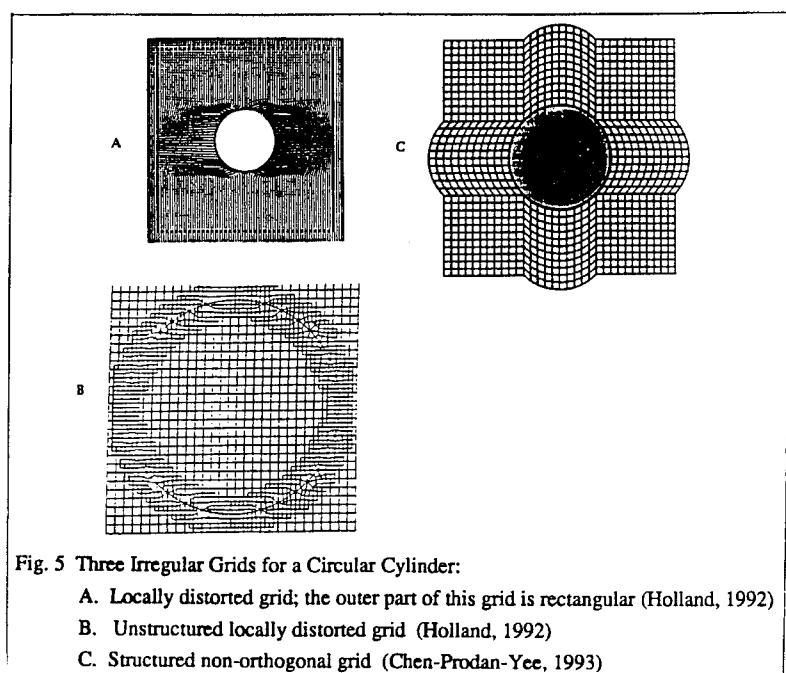 A
C
B
Fig. 5 Three Irregular Grids for a Circular Cylinder:
A. Locally distorted grid; the outer part of this grid is rectangular (Holland, 1992)
B. Unstructured locally distorted grid (Holland, 1992)
C. Structured non-orthogonal grid (Chen-Prodan-Yee, 1993)